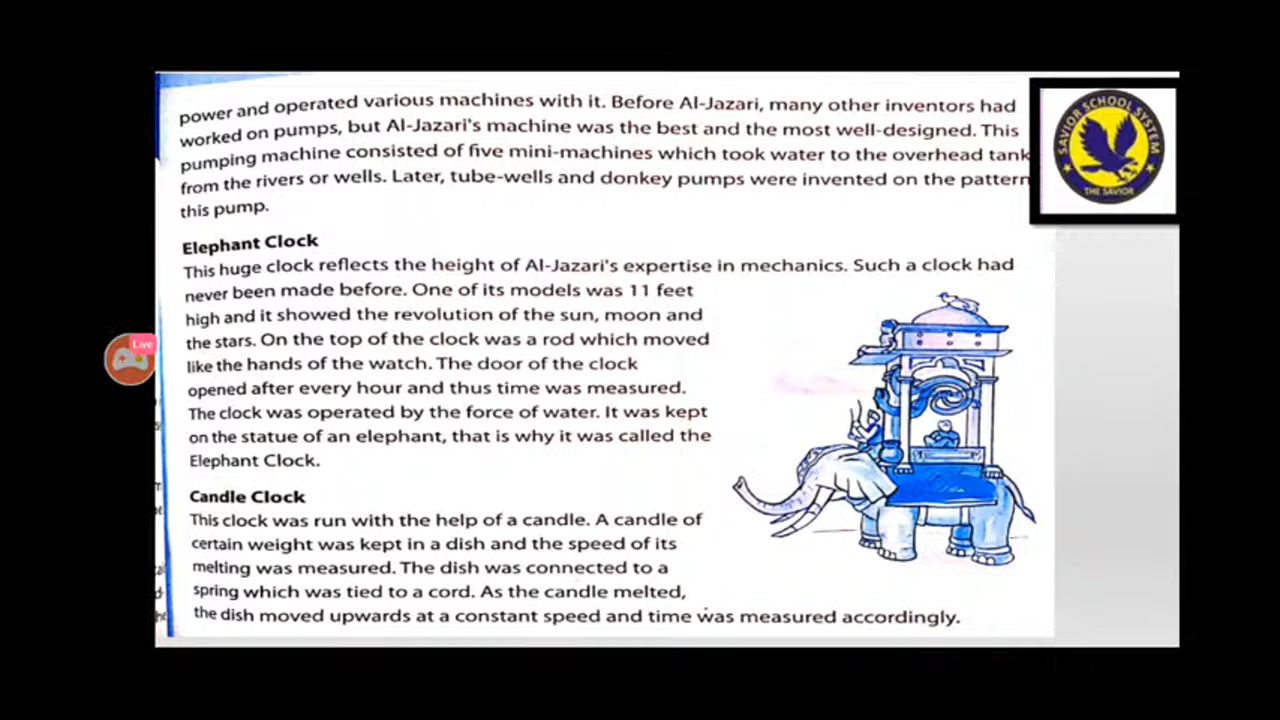 power and operated various machines with it. Before Al-Jazari, many other inventors had
worked on pumps, but Al-Jazari's machine was the best and the most well-designed. This
pumping machine consisted of five mini-machines which took water to the overhead tank
from the rivers or wells. Later, tube-wells and donkey pumps were invented on the pattern
this pump.
Elephant Clock
This huge clock reflects the height of Al-Jazari's expertise in mechanics. Such a clock had
never been made before. One of its models was 11 feet
high and it showed the revolution of the sun, moon and
the stars. On the top of the clock was a rod which moved
like the hands of the watch. The door of the clock
opened after every hour and thus time was measured.
The clock was operated by the force of water. It was kept
on the statue of an elephant, that is why it was called the
Elephant Clock.
Candle Clock
This clock was run with the help of a candle. A candle of
certain weight was kept in a dish and the speed of its
melting was measured. The dish was connected to a
spring which was tied to a cord. As the candle melted,
the dish moved upwards at a constant speed and time was measured accordingly.
SAVIOR SCHOOL SYSTEM
THE SAVIOR
Live